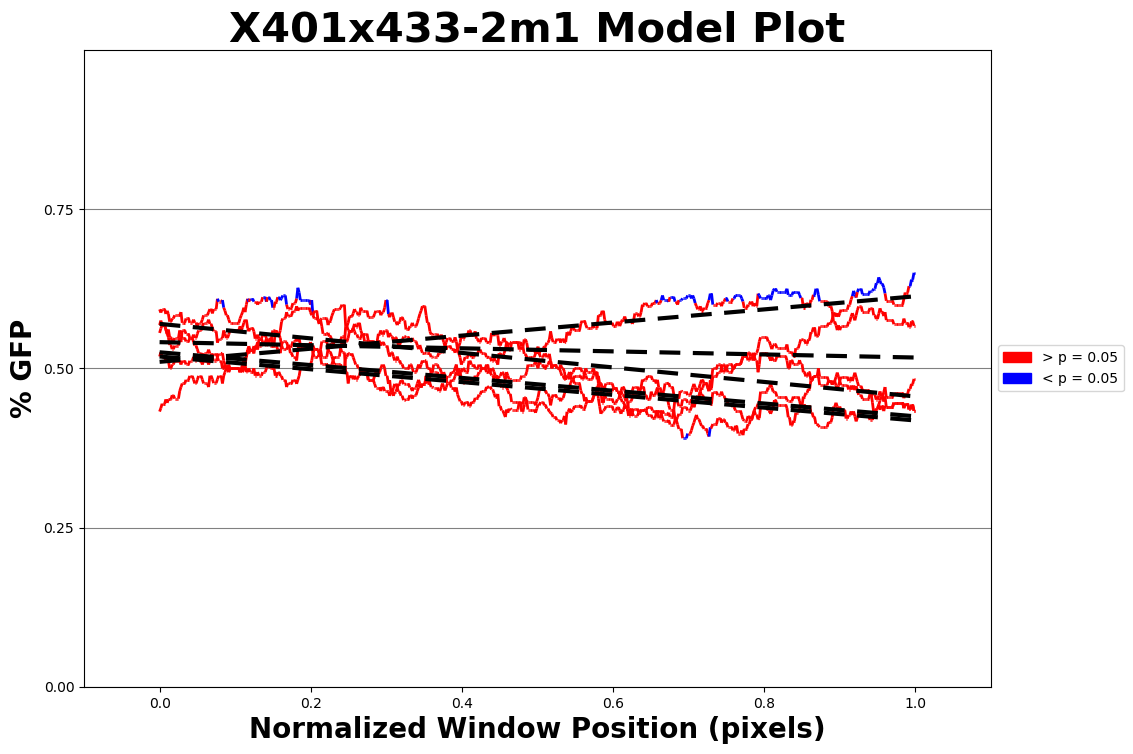 X401x433-2m1 Model Plot
% GFP
0.75
0.50
0.25
0.00
0.0 0.2 0.4 0.6 0.8 1.0
Normalized Window Position (pixels)
> p = 0.05
< p = 0.05